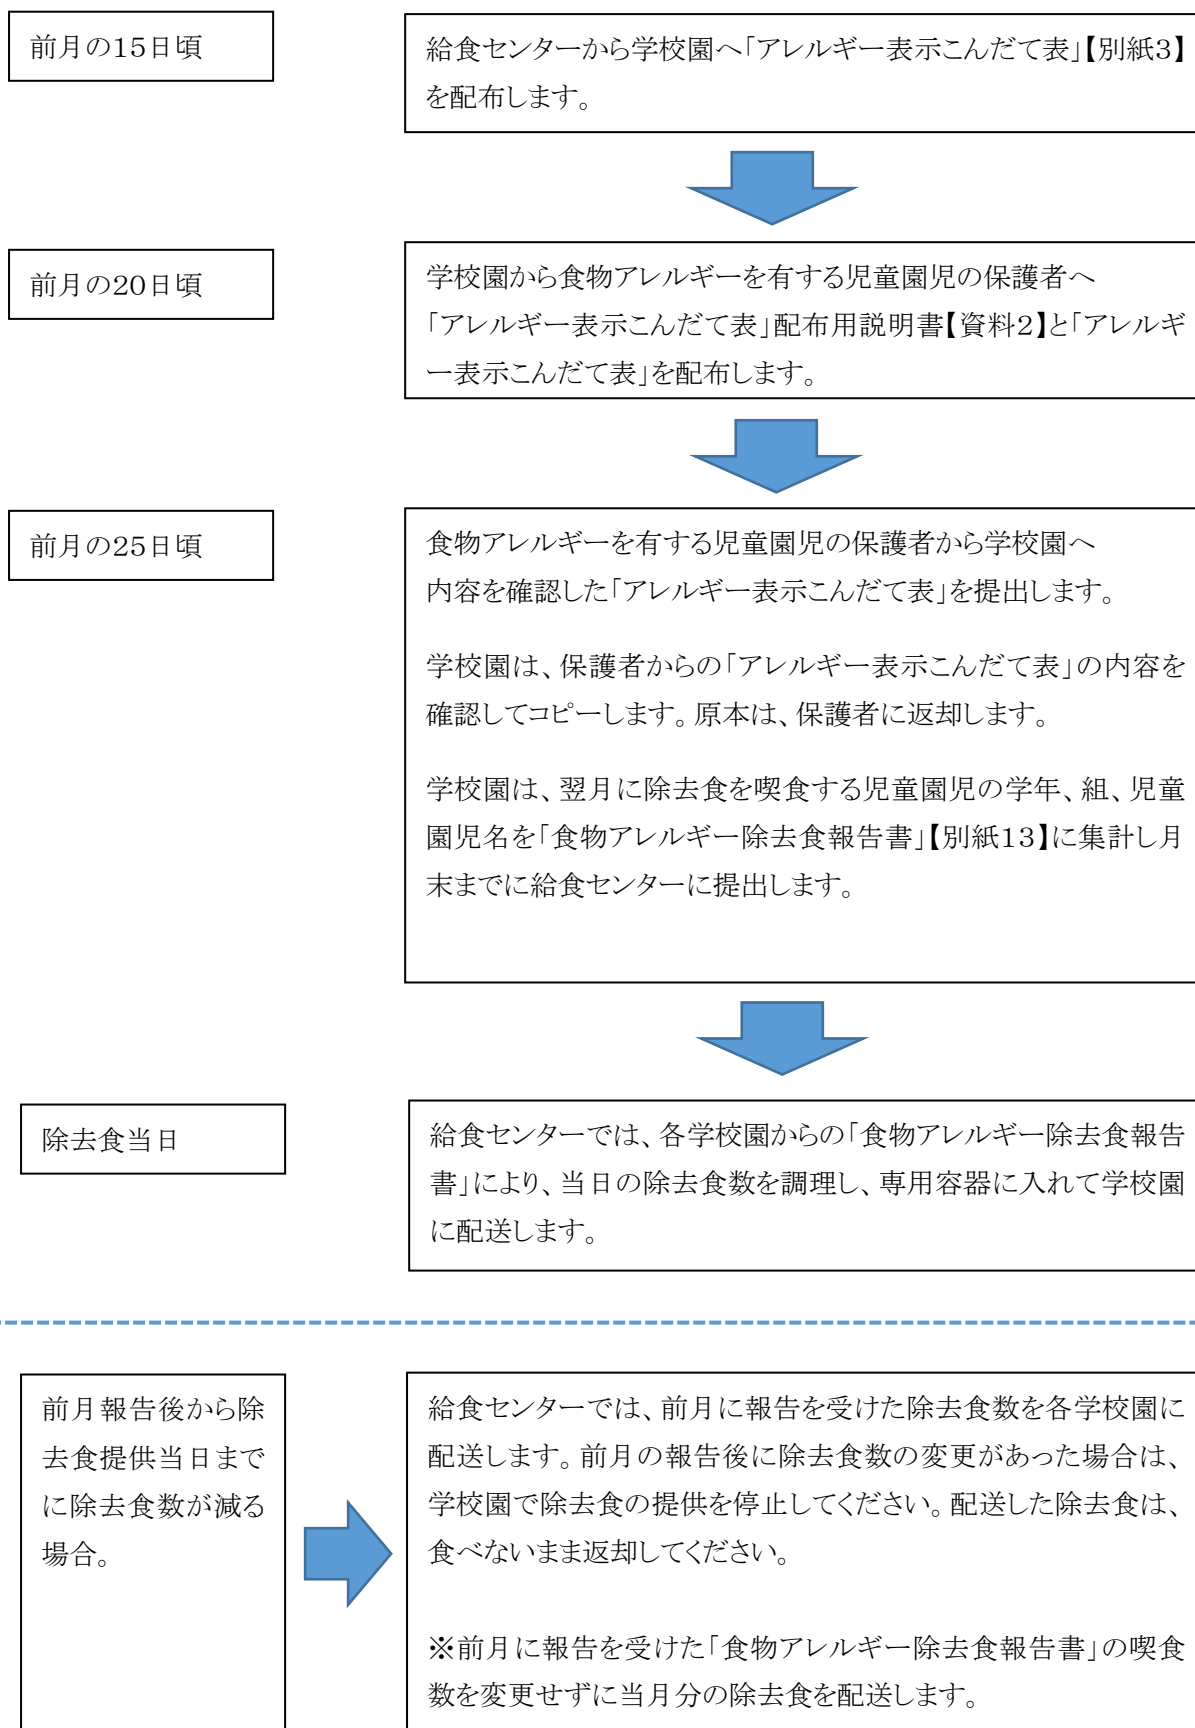 前月の15日頃
給食センターから学校園へ「アレルギー表示こんだて表」【別紙3】
を配布します。
前月の20日頃
学校園から食物アレルギーを有する児童園児の保護者へ
「アレルギー表示こんだて表」配布用説明書【資料2】と「アレルギ
ー表示こんだて表」を配布します。
前月の25日頃
食物アレルギーを有する児童園児の保護者から学校園へ
内容を確認した「アレルギー表示こんだて表」を提出します。
学校園は、保護者からの「アレルギー表示こんだて表」の内容を
確認してコピーします。原本は、保護者に返却します。
学校園は、翌月に除去食を喫食する児童園児の学年、組、児童
園児名を「食物アレルギー除去食報告書」【別紙13】に集計し月
末までに給食センターに提出します。
除去食当日
給食センターでは、各学校園からの「食物アレルギー除去食報告
書」により、当日の除去食数を調理し、専用容器に入れて学校園
に配送します。
前月報告後から除
去食提供当日まで
に除去食数が減る
場合。
給食センターでは、前月に報告を受けた除去食数を各学校園に
配送します。前月の報告後に除去食数の変更があった場合は、
学校園で除去食の提供を停止してください。配送した除去食は、
食べないまま返却してください。
※前月に報告を受けた「食物アレルギー除去食報告書」の喫食
数を変更せずに当月分の除去食を配送します。